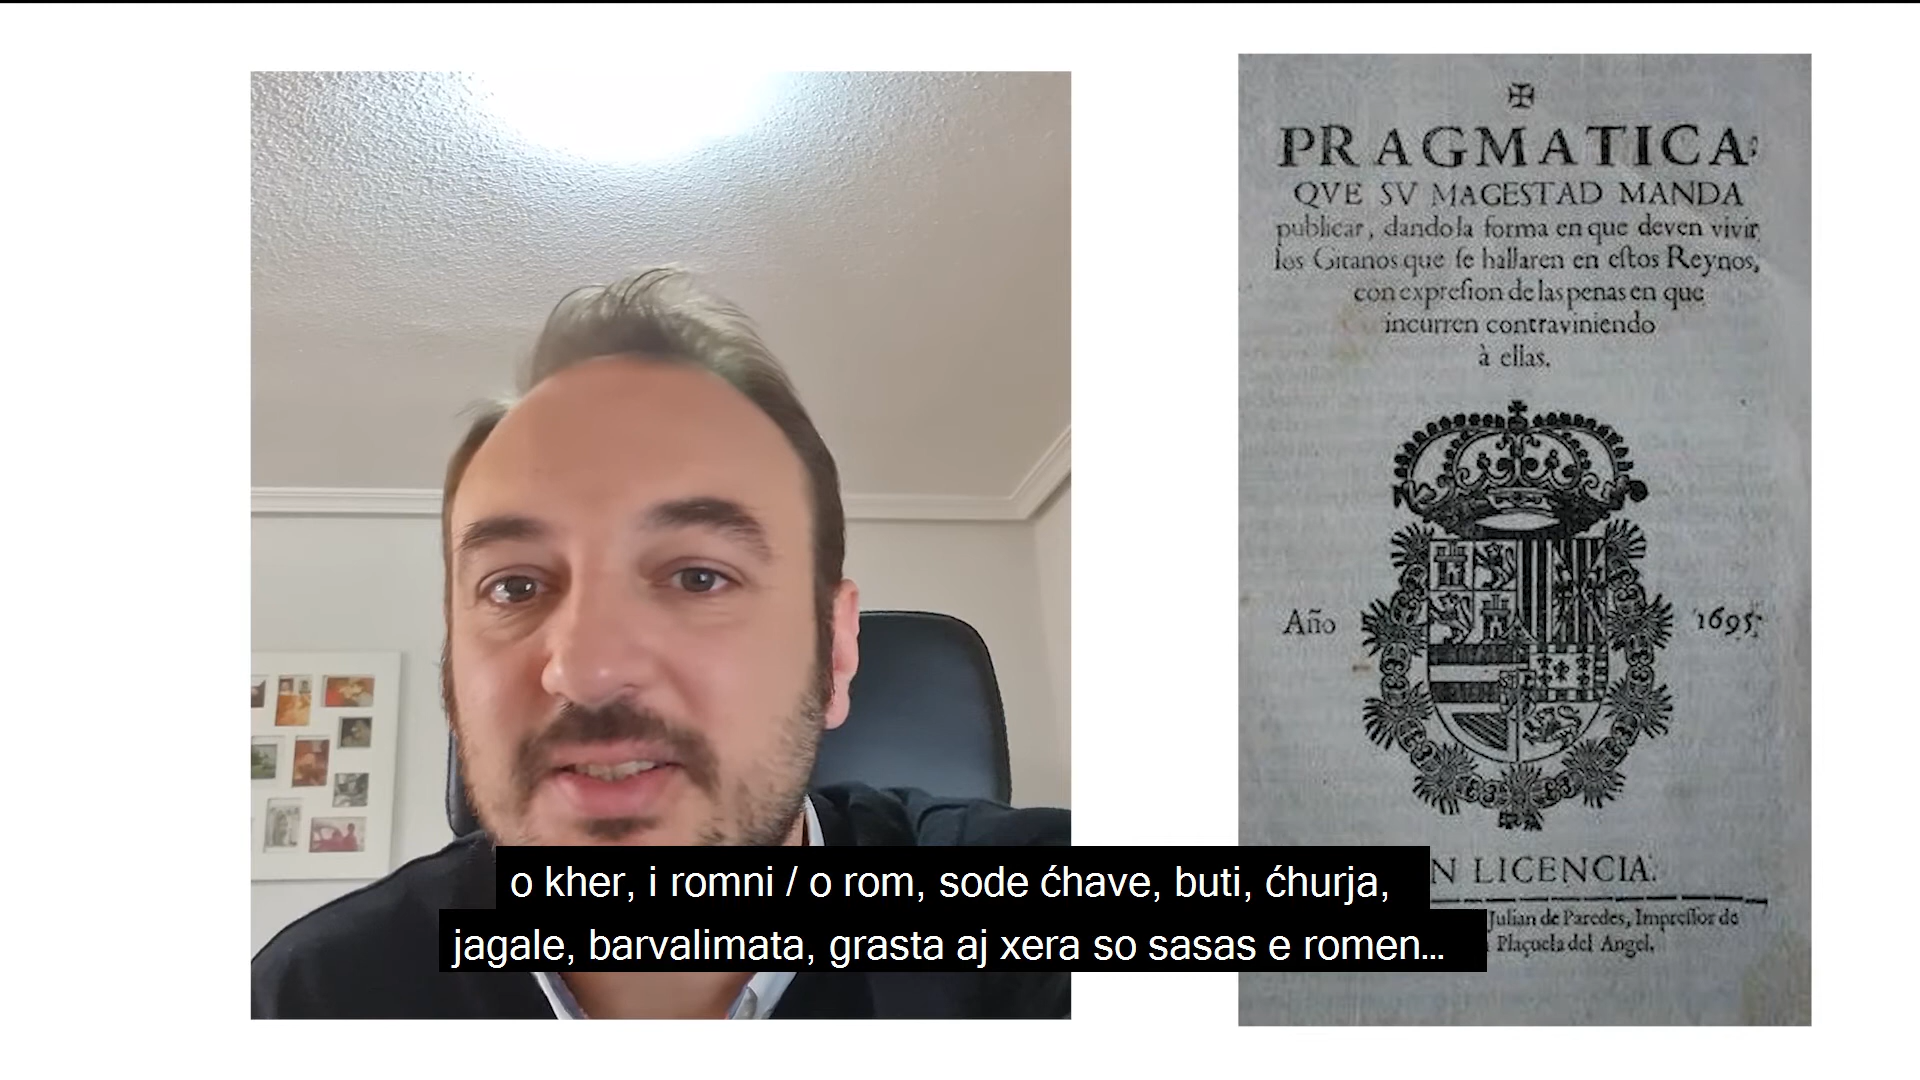 PRAGMATICA:
QVE SV MAGESTAD MANDA
publicar, dando la forma en que deven vivir
los Gitanos que ſe hallaren en eſtos Reynos,
con expreſion de las penas en que
incurren contraviniendo
à ellas.
Año 1695.
N LICENCIA.
Julian de Paredes, Impreſſor de
Plaçuela del Angel.
o kher, i romni / o rom, sode ćhave, buti, ćhurja,
jagale, barvalimata, grasta aj xera so sasas e romen...